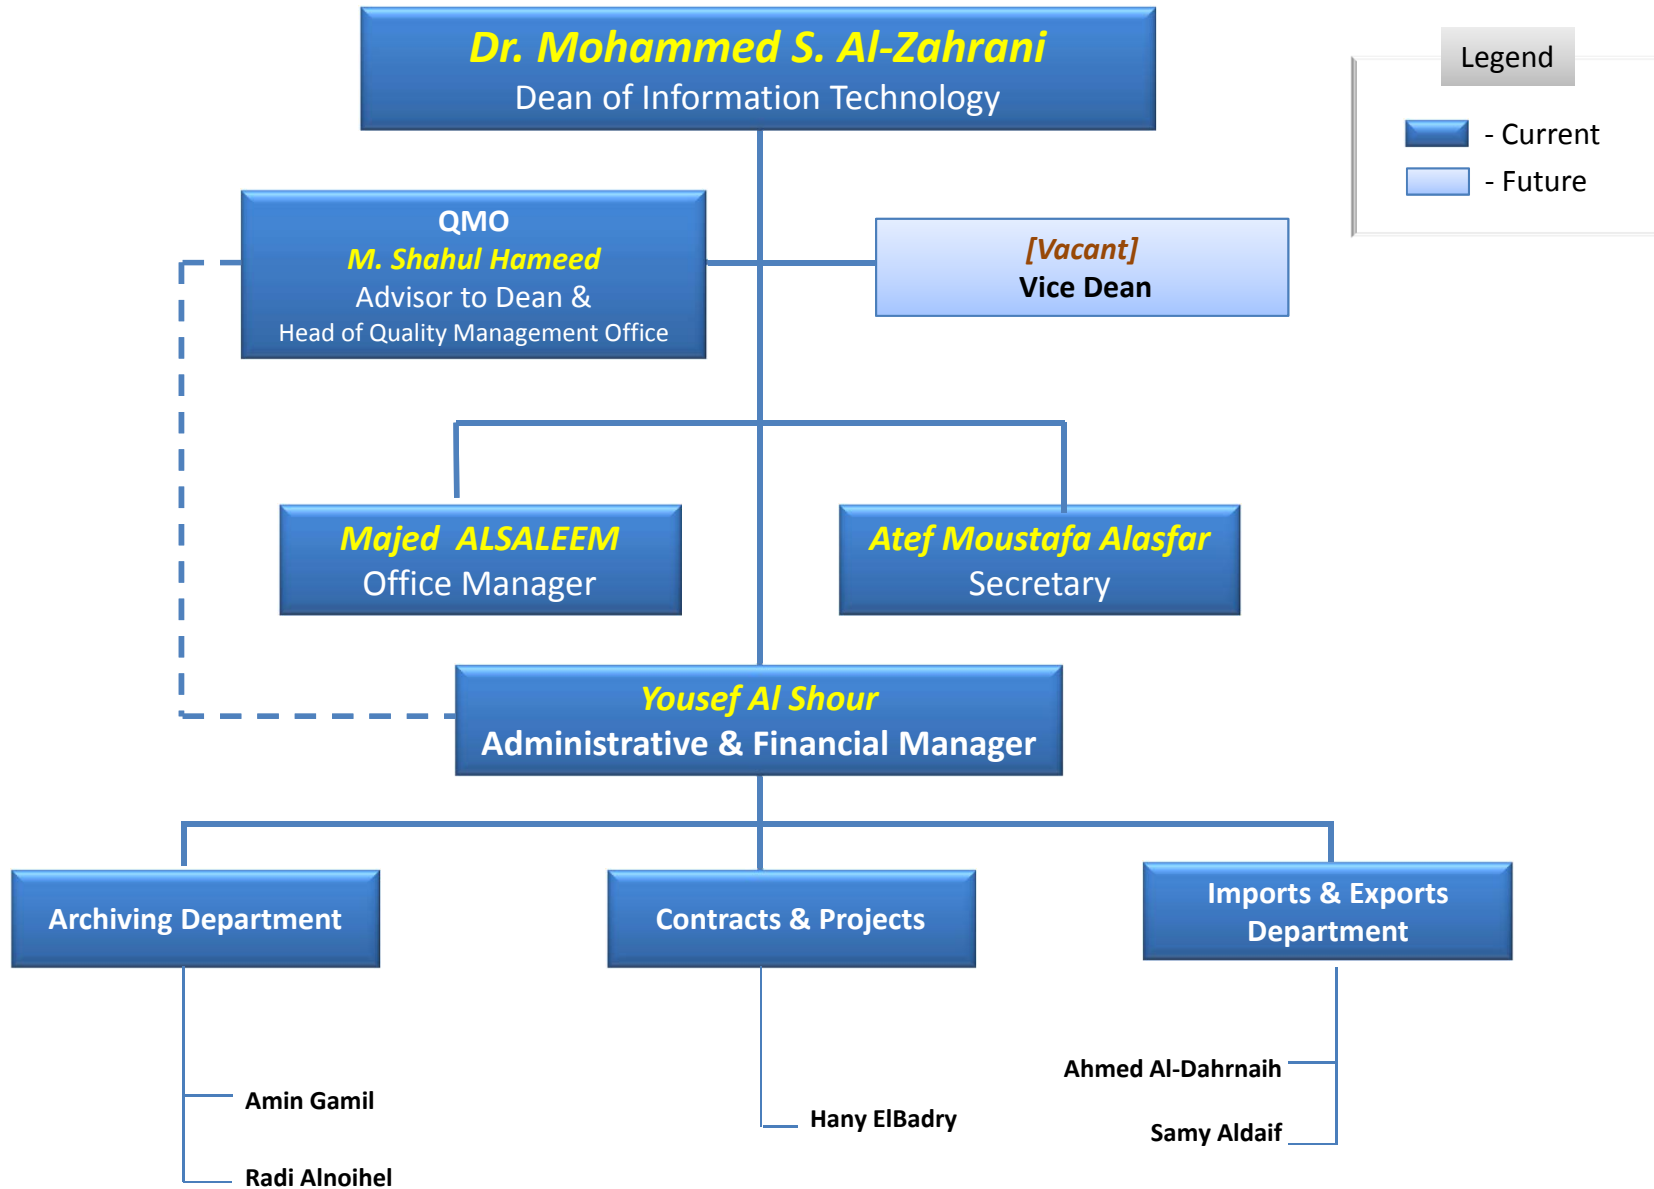 Dr. Mohammed S. Al-Zahrani
Dean of Information Technology
Legend
- Current
- Future
QMO
M. Shahul Hameed
Advisor to Dean &
Head of Quality Management Office
[Vacant]
Vice Dean
Majed ALSALEEM
Office Manager
Atef Moustafa Alasfar
Secretary
Yousef Al Shour
Administrative & Financial Manager
Archiving Department
Contracts & Projects
Imports & Exports
Department
Amin Gamil
Radi Alnoihel
Hany ElBadry
Ahmed Al-Dahrnaih
Samy Aldaif